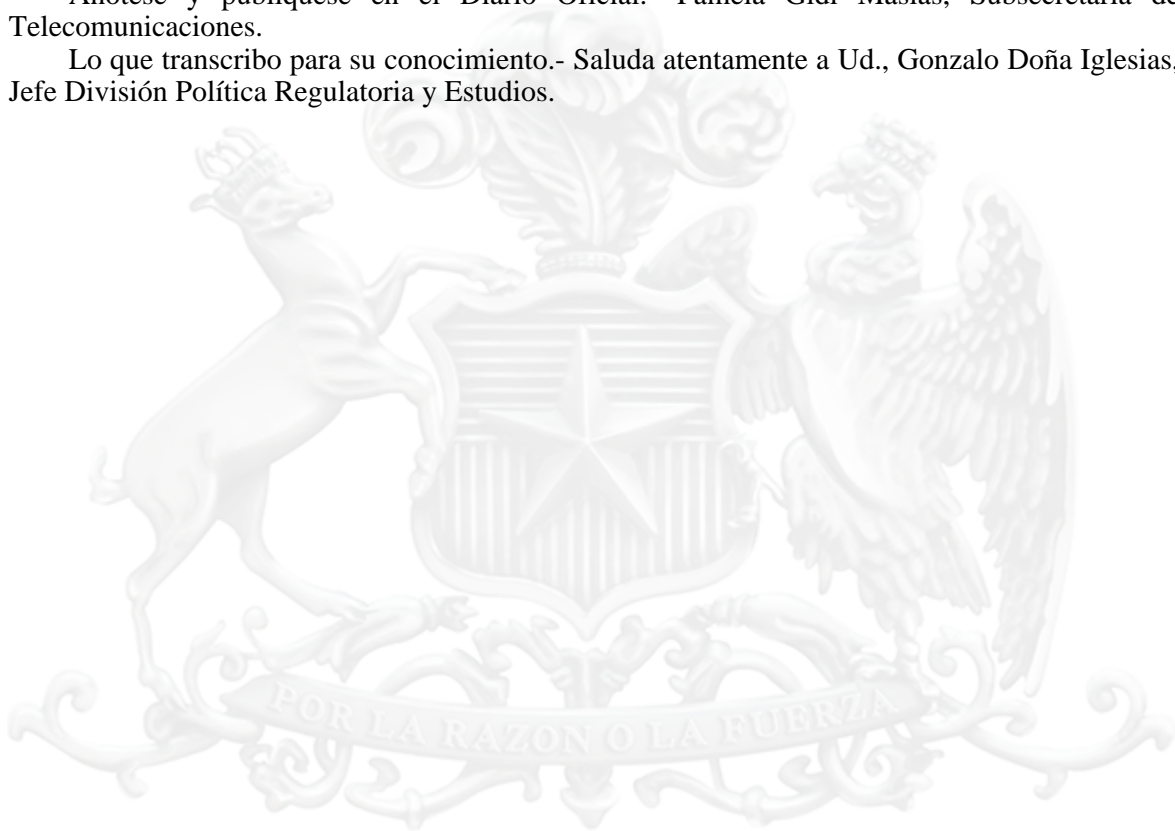 Anótese y publíquese en el Diario Oficial.- Pamela Gidi Masías, Subsecretaria de
Telecomunicaciones.
Lo que transcribo para su conocimiento.- Saluda atentamente a Ud., Gonzalo Doña Iglesias,
Jefe División Política Regulatoria y Estudios.
POR LA RAZON O LA FUERZA